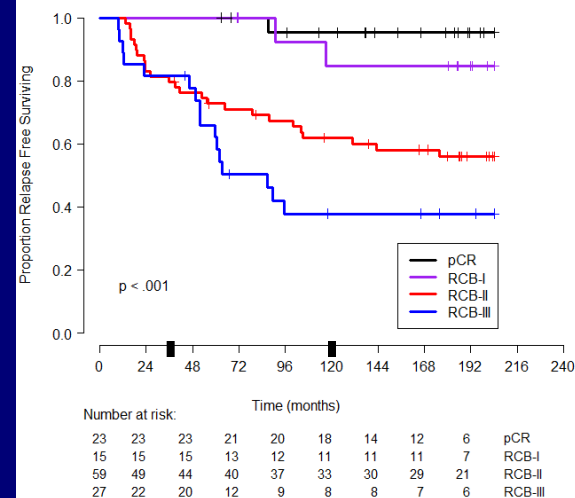 Proportion Relapse Free Surviving
1.0
0.8
0.6
0.4
0.2
0.0
p < .001
pCR
RCB-I
RCB-II
RCB-III
0 24 48 72 96 120 144 168 192 216 240
Time (months)
Number at risk:
23 23 23 21 20 18 14 12 6 pCR
15 15 15 13 12 11 11 11 7 RCB-I
59 49 44 40 37 33 30 29 21 RCB-II
27 22 20 12 9 8 8 7 6 RCB-III